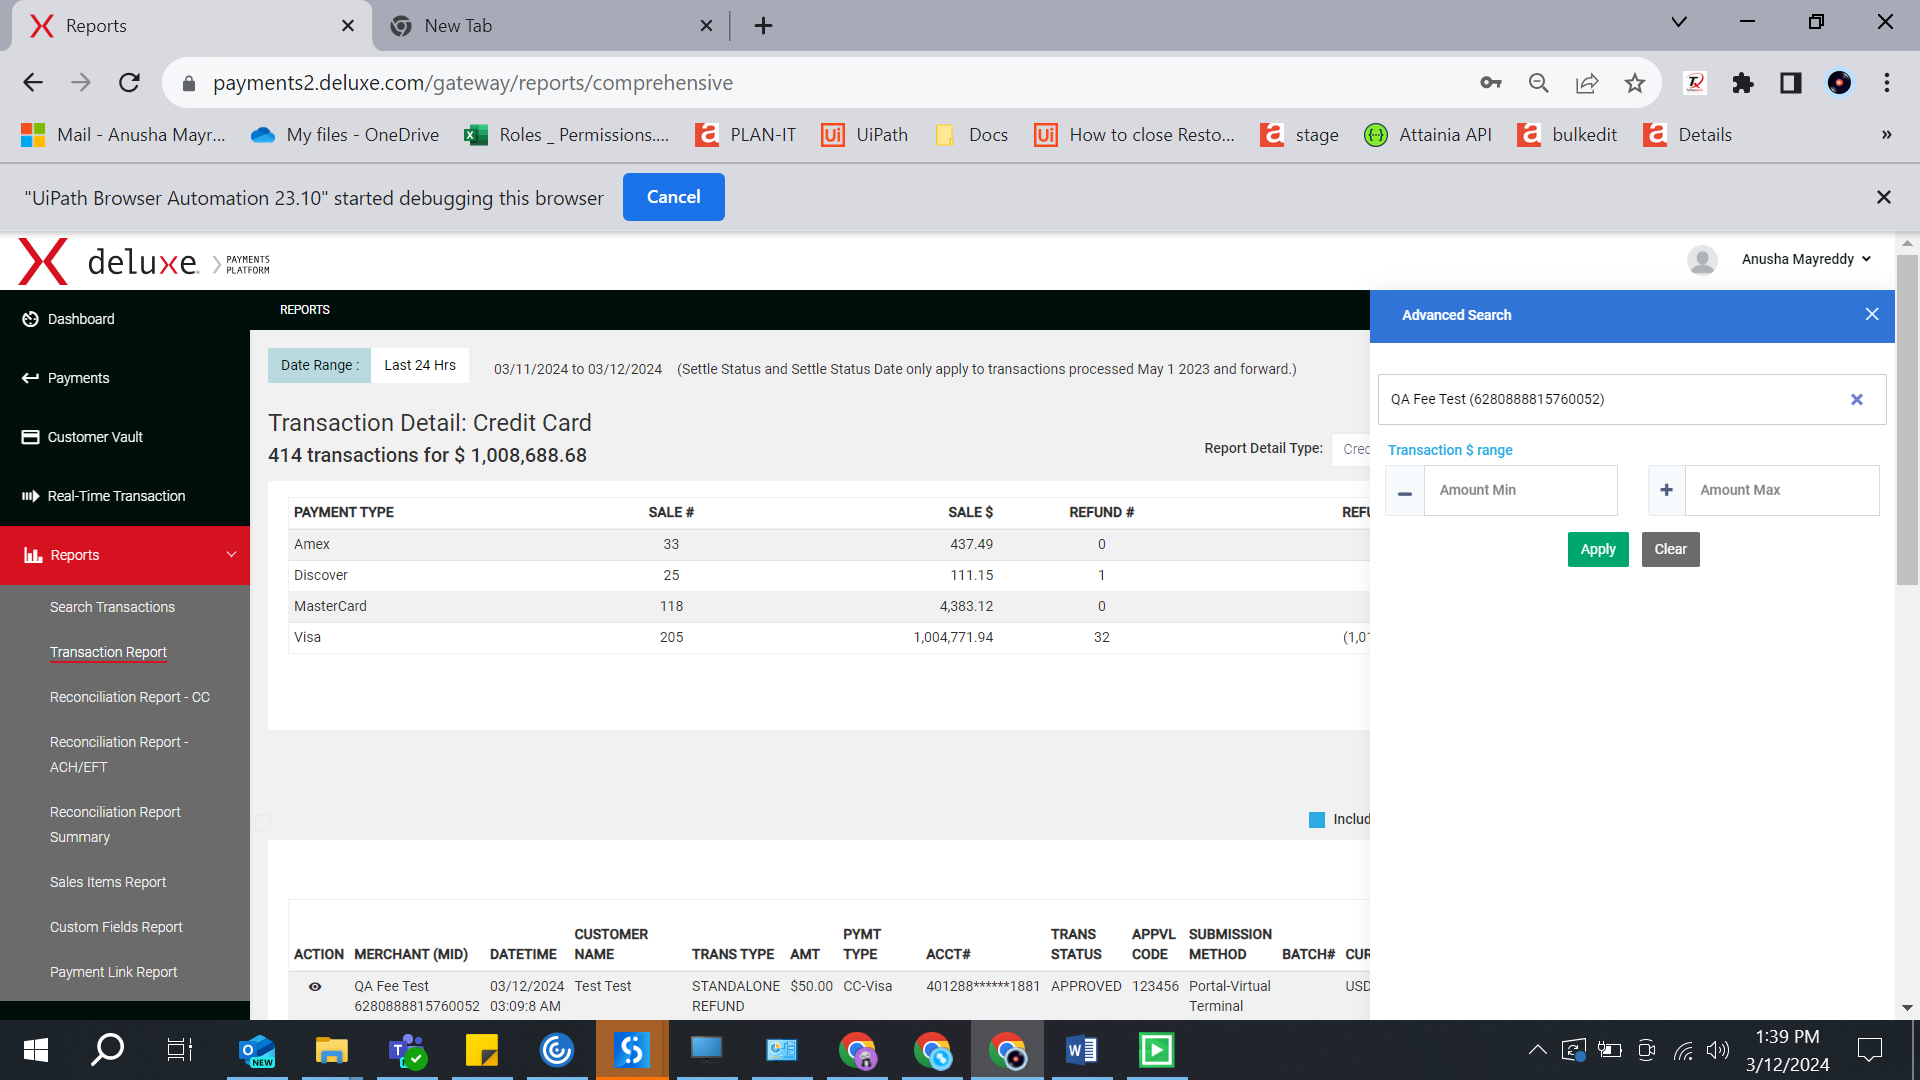 Reports
New Tab
payments2.deluxe.com/gateway/reports/comprehensive
Mail - Anusha Mayr...
My files - OneDrive
Roles _ Permissions....
PLAN-IT
UiPath
Docs
How to close Resto...
stage
Attainia API
bulkedit
Details
»
"UiPath Browser Automation 23.10" started debugging this browser
Cancel
deluxe.
PAYMENTS
PLATFORM
Anusha Mayreddy
Dashboard
Payments
Customer Vault
Real-Time Transaction
Reports
Search Transactions
Transaction Report
Reconciliation Report - CC
Reconciliation Report -
ACH/EFT
Reconciliation Report
Summary
Sales Items Report
Custom Fields Report
Payment Link Report
REPORTS
Date Range :
Last 24 Hrs
03/11/2024 to 03/12/2024
(Settle Status and Settle Status Date only apply to transactions processed May 1 2023 and forward.)
Transaction Detail: Credit Card
414 transactions for $ 1,008,688.68
Report Detail Type:
Crec
PAYMENT TYPE SALE # SALE $ REFUND # REFU
Amex 33 437.49 0
Discover 25 111.15 1
MasterCard 118 4,383.12 0
Visa 205 1,004,771.94 32 (1,01
Includ
ACTION MERCHANT (MID) DATETIME CUSTOMER NAME TRANS TYPE AMT PYMT TYPE ACCT# TRANS STATUS APPVL CODE SUBMISSION METHOD BATCH# CUR
QA Fee Test 03/12/2024 Test Test STANDALONE $50.00 CC-Visa 401288******1881 APPROVED 123456 Portal-Virtual USD
6280888815760052 03:09:8 AM REFUND Terminal
Advanced Search
QA Fee Test (6280888815760052)
Transaction $ range
Amount Min
Amount Max
Apply
Clear
NEW
1:39 PM
3/12/2024